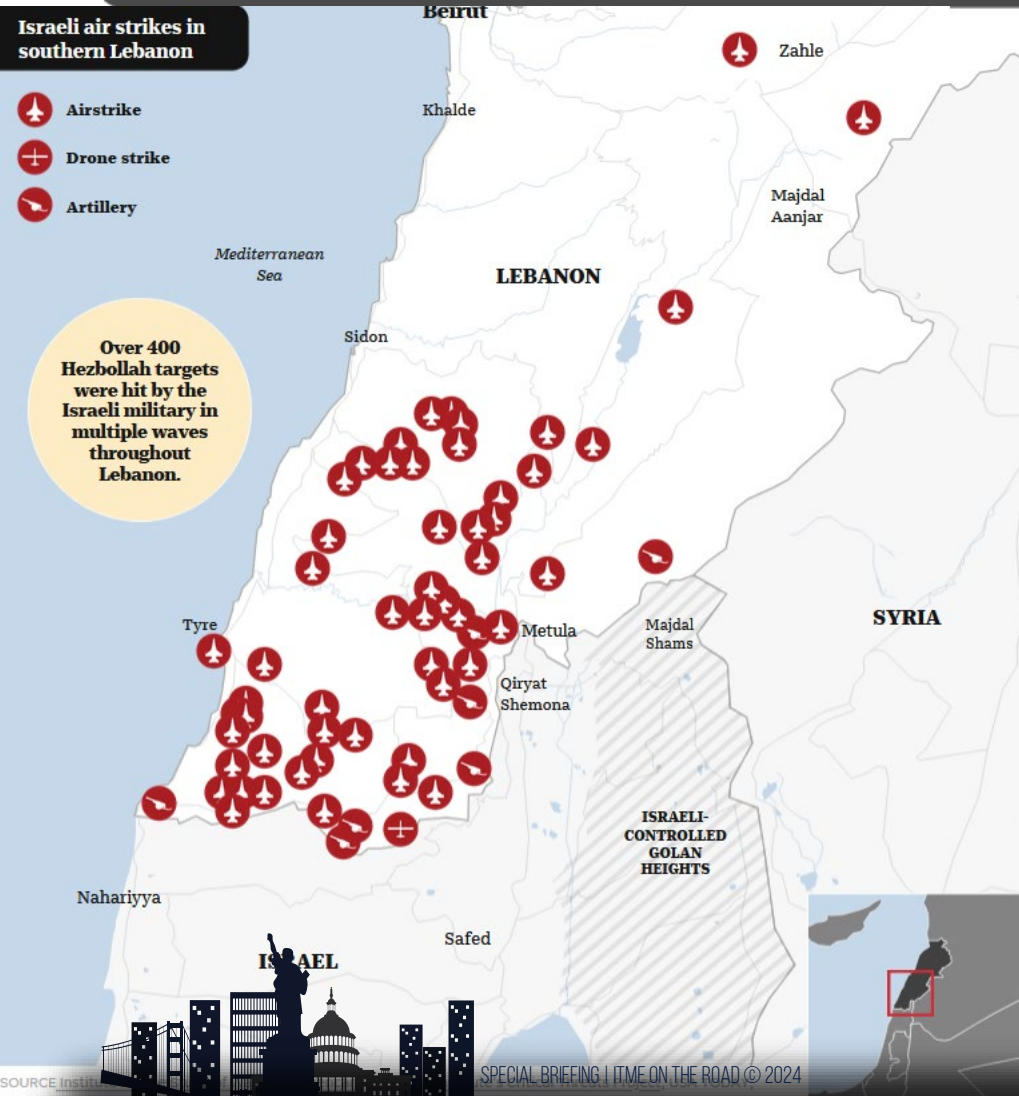 Israeli air strikes in
southern Lebanon
Airstrike
Drone strike
Artillery
Beirut
Zahle
Khalde
Majdal
Aanjar
Mediterranean
Sea
LEBANON
Sidon
Over 400
Hezbollah targets
were hit by the
Israeli military in
multiple waves
throughout
Lebanon.
Tyre
Metula
Majdal
Shams
SYRIA
Qiryat
Shemona
ISRAELI-
CONTROLLED
GOLAN
HEIGHTS
Nahariyya
Safed
ISRAEL
SPECIAL BRIEFING | ITME ON THE ROAD © 2024
SOURCE